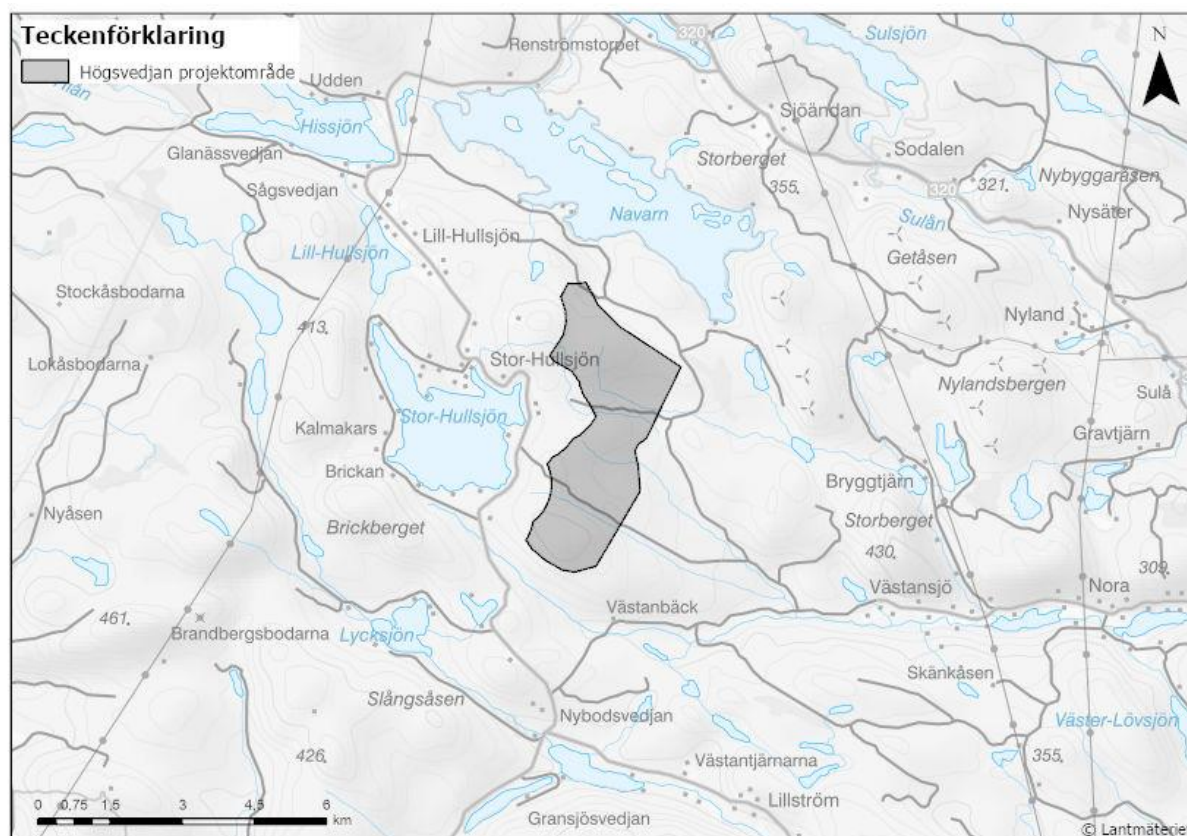 Teckenförklaring
Högsvedjan projektområde
N
320
Sulsjön
Renströmstorpet
Udden
Hissjön
Sjöändan
Glanässvedjan
Storberget
Sodalen
355
320
321
Nybyggaråsen
Sågsvedjan
Navarn
Sulån
Nysäter
Lill-Hullsjön
Lill-Hullsjön
Getåsen
Stockåsbodarna
413
Nyland
Stor-Hullsjön
Lokåsbodarna
Nylandsbergen
Sulå
Stor-Hullsjön
Kalmakars
Gravtjärn
Brickan
Bryggtjärn
Nyåsen
Brickberget
Storberget
430
309
Västansjö
Nora
461
Västanbäck
Brandbergsbodarna
Lycksjön
Skänkåsen
Slångsåsen
Nybodsvedjan
Väster-Lövsjön
426
Västantjärnarna
355
Lillström
0 0,75 1,5 3 4,5 6
km
Gransjösvedjan
© Lantmäteriet